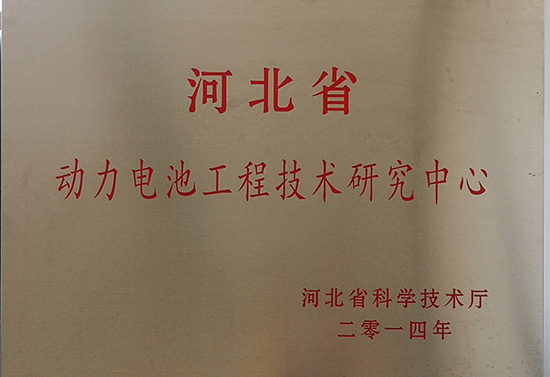 河北省
动力电池工程技术研究中心
河北省科学技术厅
二零一四年